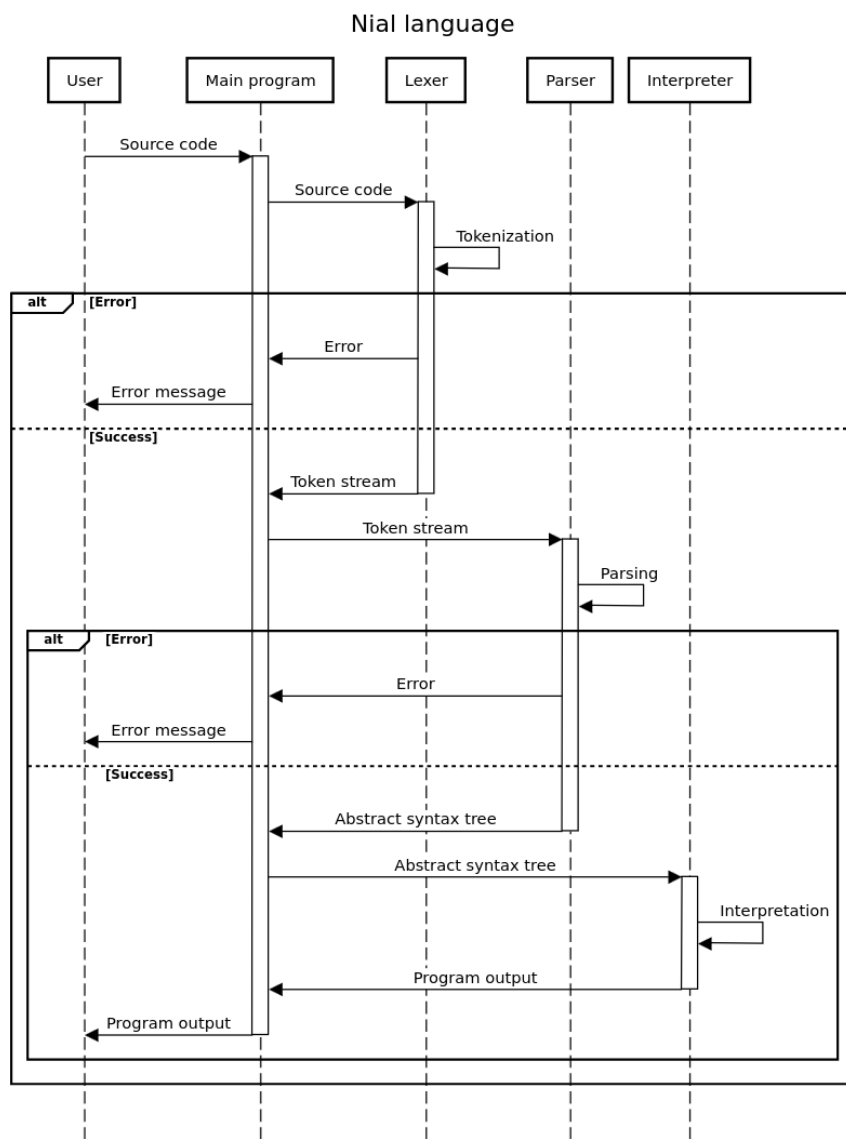 Nial language
User
Main program
Lexer
Parser
Interpreter
Source code
Source code
Tokenization
alt
[Error]
Error
Error message
[Success]
Token stream
Token stream
Parsing
alt
[Error]
Error
Error message
[Success]
Abstract syntax tree
Abstract syntax tree
Interpretation
Program output
Program output